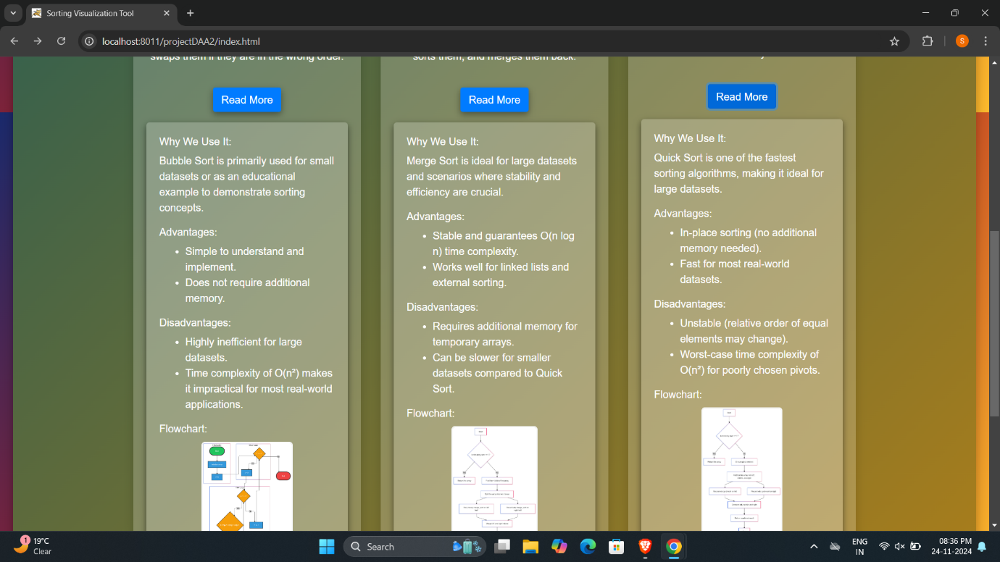 Sorting Visualization Tool
localhost:8011/projectDAA2/index.html
S
swaps them if they are in the wrong order.
Read More
Why We Use It:
Bubble Sort is primarily used for small
datasets or as an educational
example to demonstrate sorting
concepts.
Advantages:
• Simple to understand and
implement.
• Does not require additional
memory.
Disadvantages:
• Highly inefficient for large
datasets.
• Time complexity of O(n²) makes
it impractical for most real-world
applications.
Flowchart:
sorts them, and merges them back.
Read More
Why We Use It:
Merge Sort is ideal for large datasets
and scenarios where stability and
efficiency are crucial.
Advantages:
• Stable and guarantees O(n log
n) time complexity.
• Works well for linked lists and
external sorting.
Disadvantages:
• Requires additional memory for
temporary arrays.
• Can be slower for smaller
datasets compared to Quick
Sort.
Flowchart:
Read More
Why We Use It:
Quick Sort is one of the fastest
sorting algorithms, making it ideal for
large datasets.
Advantages:
• In-place sorting (no additional
memory needed).
• Fast for most real-world
datasets.
Disadvantages:
• Unstable (relative order of equal
elements may change).
• Worst-case time complexity of
O(n²) for poorly chosen pivots.
Flowchart:
1
19°C
Clear
Search
ENG
IN
08:36 PM
24-11-2024